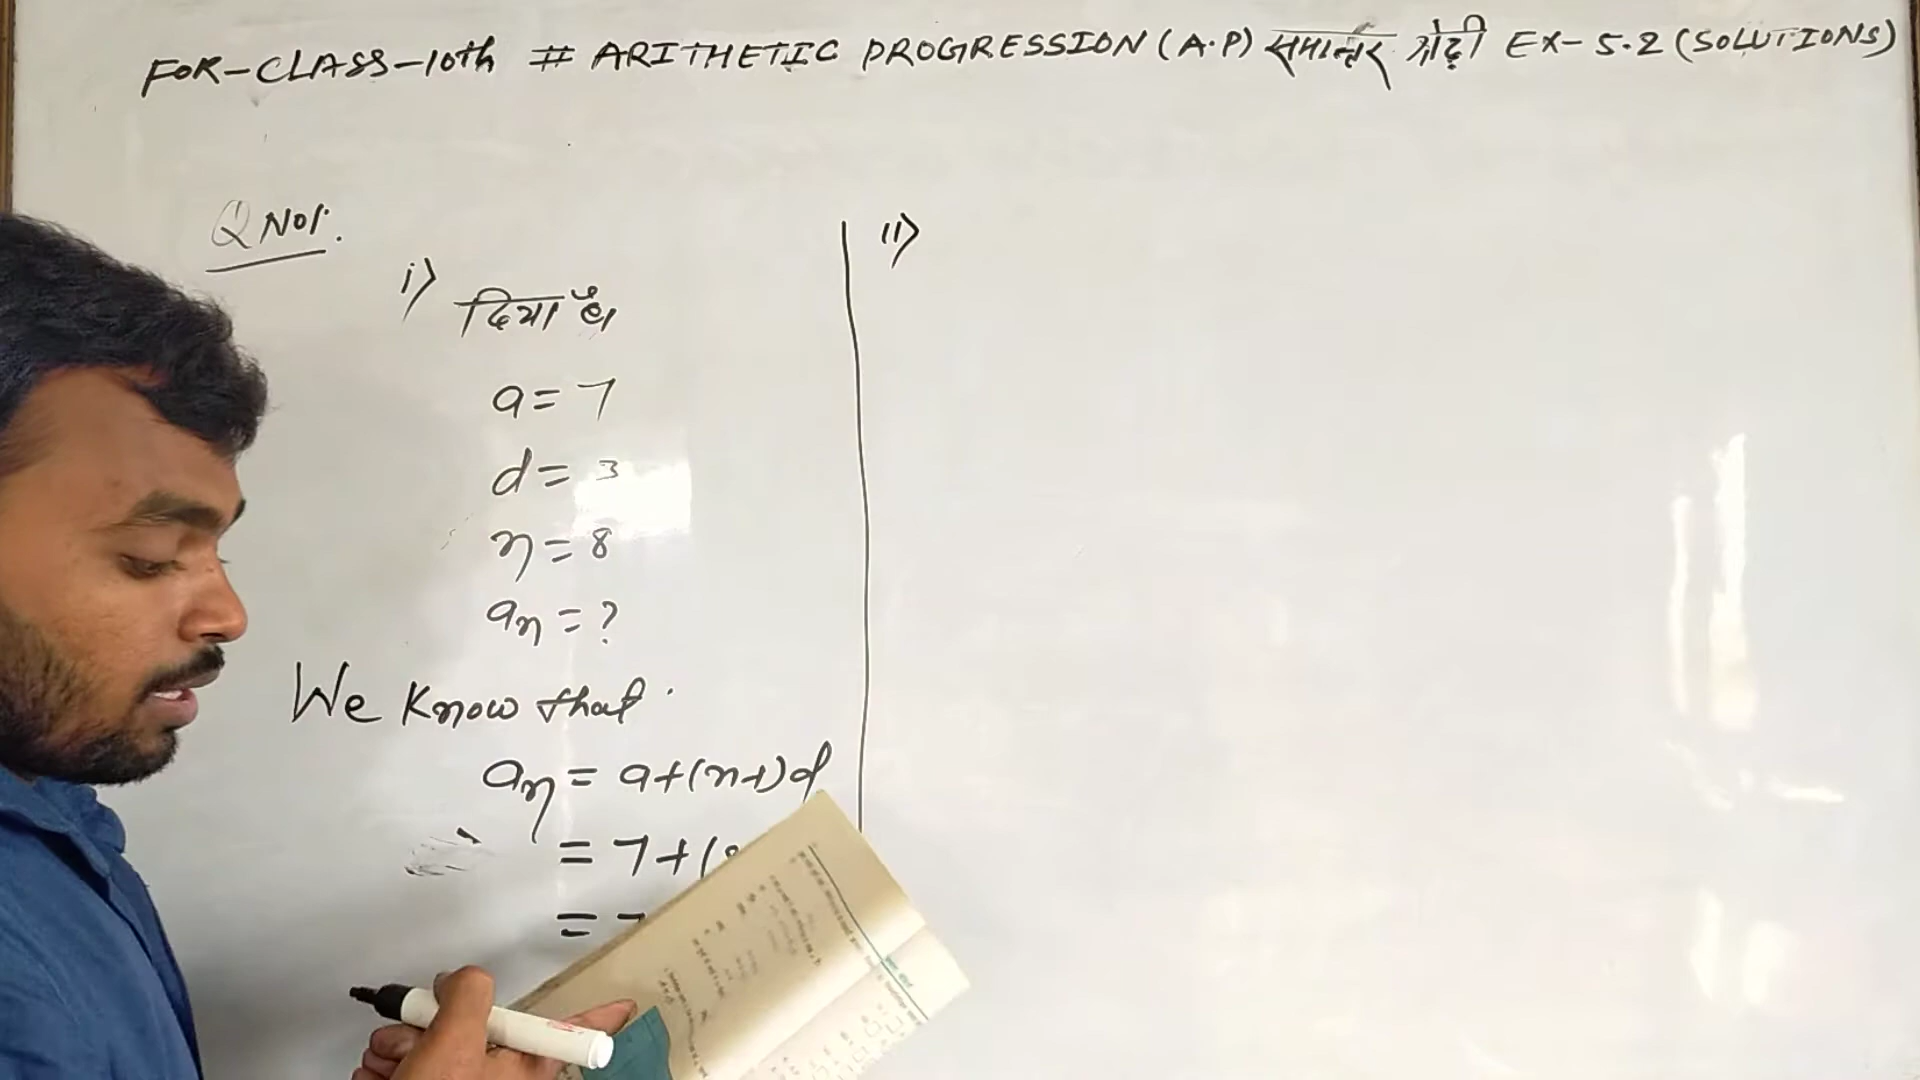 FOR-CLASS-10th # ARITHETIC PROGRESSION (A.P) समान्तर श्रेढ़ी EX-5.2 (SOLUTIONS)
Q No1.
i)
दिया है
a = 7
d = 3
n = 8
an = ?
We Know that.
an = a+(n-1)d
= 7+(8
= 7
ii)